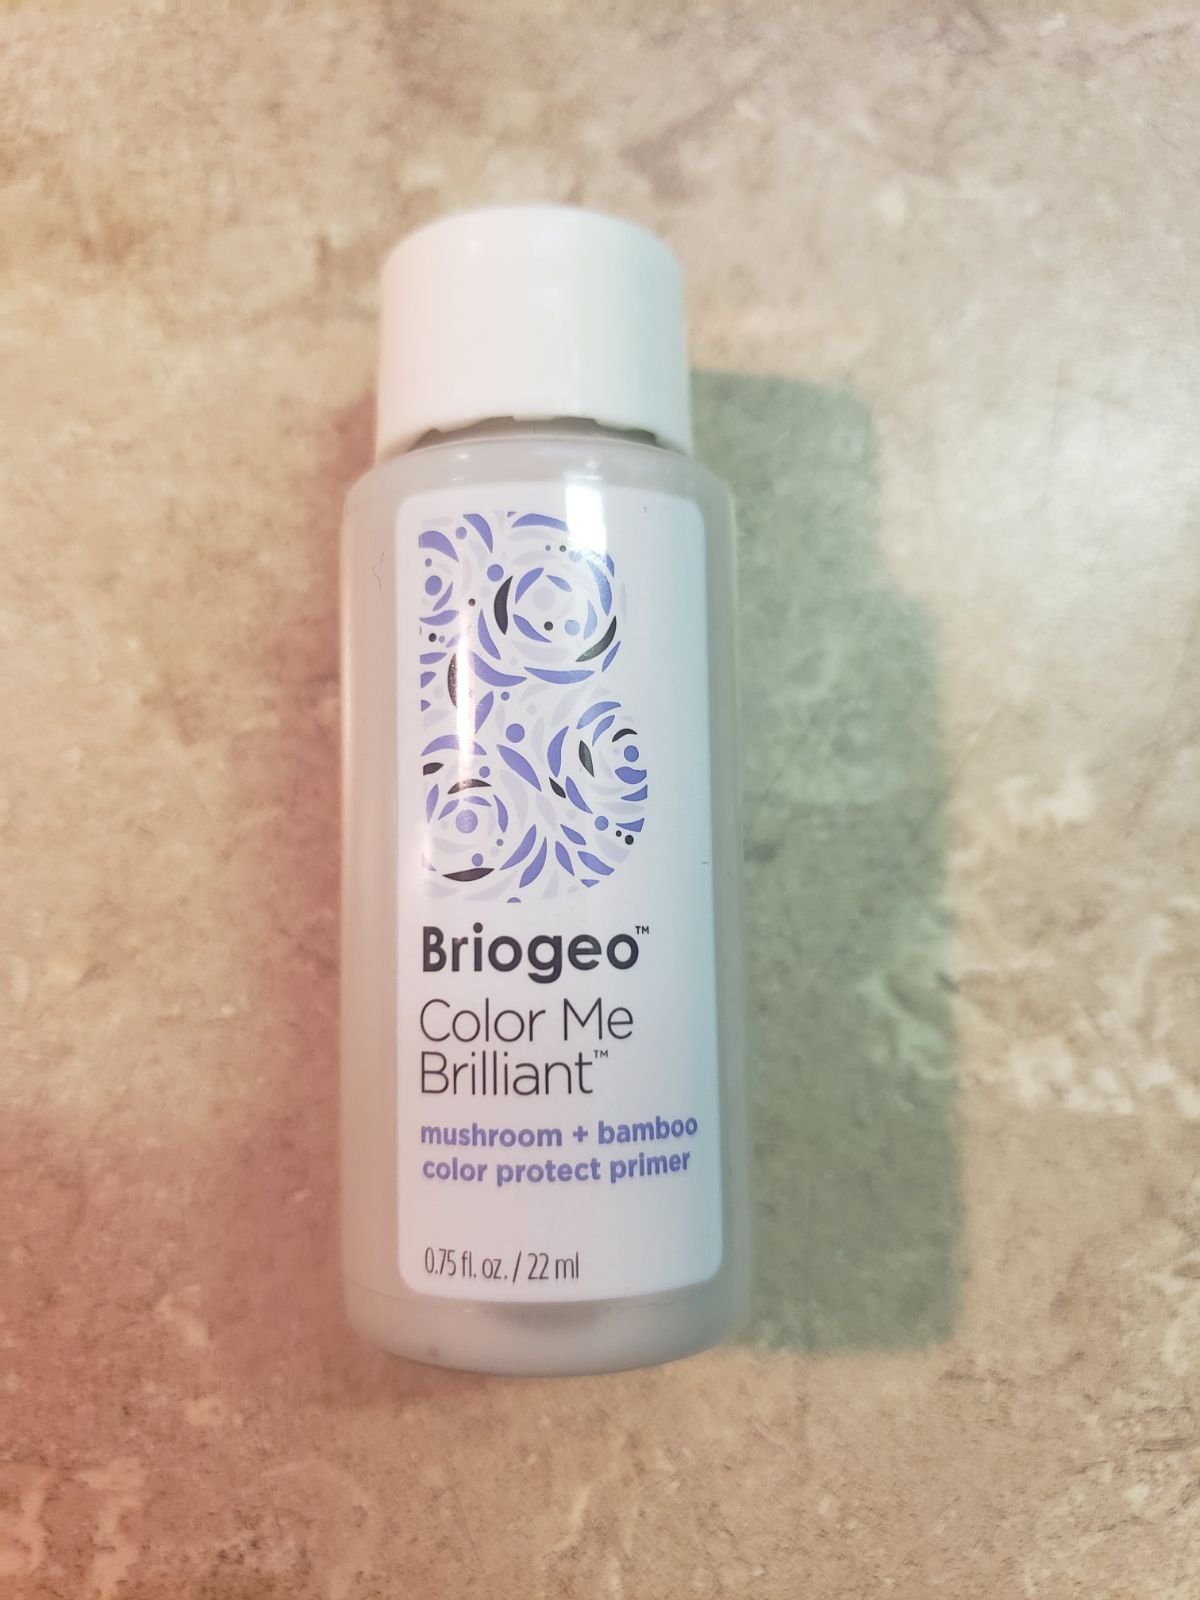 Briogeo™
Color Me
Brilliant™
mushroom + bamboo
color protect primer
0.75 fl. oz. / 22 ml